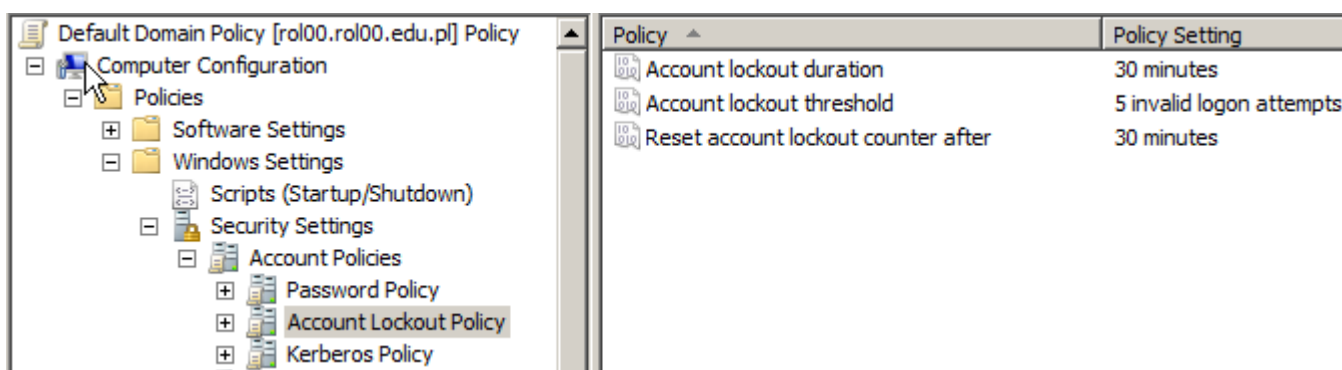 Default Domain Policy [rol00.rol00.edu.pl] Policy
Computer Configuration
Policies
Software Settings
Windows Settings
Scripts (Startup/Shutdown)
Security Settings
Account Policies
Password Policy
Account Lockout Policy
Kerberos Policy
Policy Policy Setting
Account lockout duration 30 minutes
Account lockout threshold 5 invalid logon attempts
Reset account lockout counter after 30 minutes